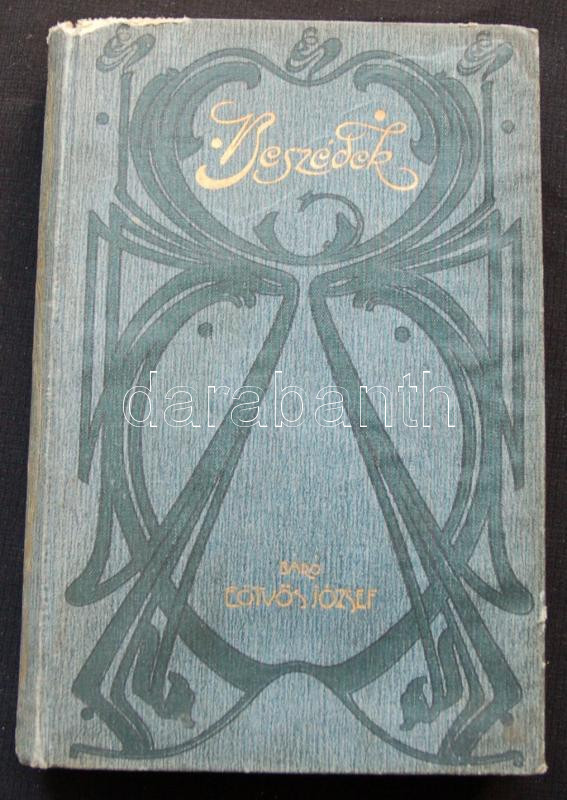 Beszédek
darabanth
BÁRÓ
EÖTVÖS JÓZSEF